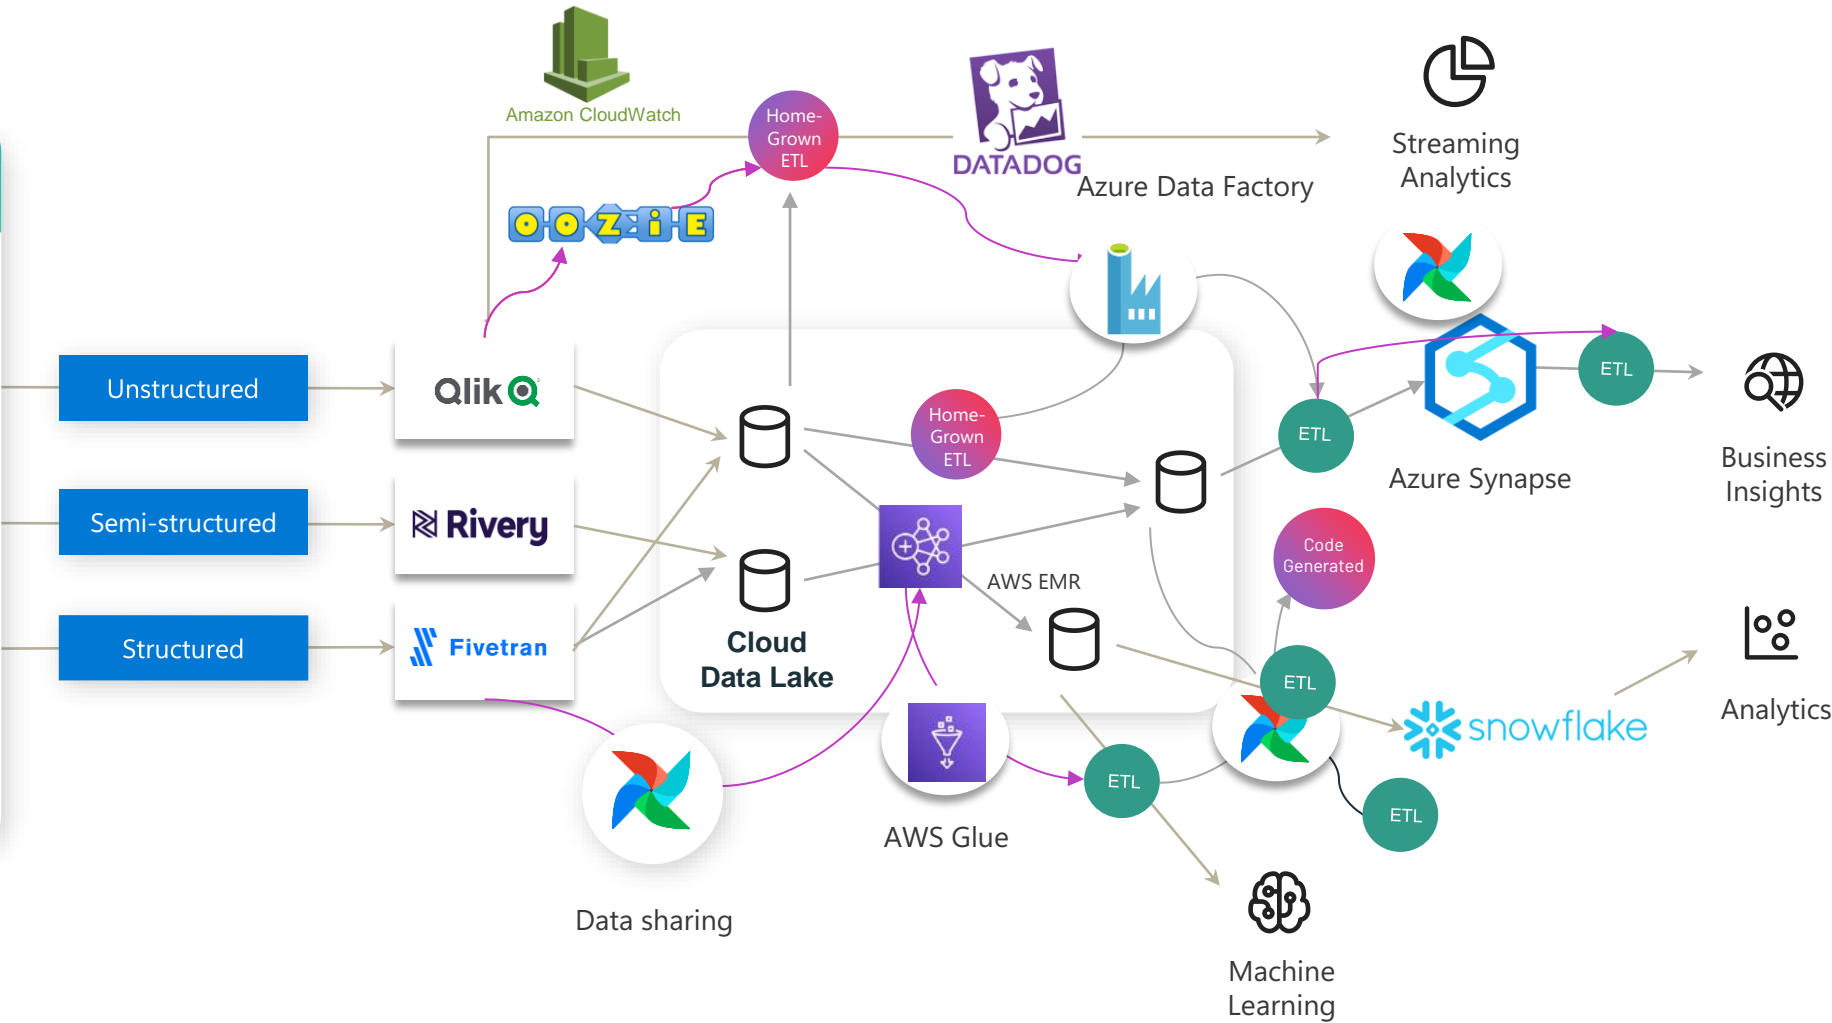 Amazon CloudWatch
Home-
Grown
ETL
DATADOG
Azure Data Factory
Streaming
Analytics
OOZiE
Unstructured
Qlik
Home-
Grown
ETL
ETL
ETL
Azure Synapse
Business
Insights
Semi-structured
Rivery
Code
Generated
AWS EMR
Structured
Fivetran
Cloud
Data Lake
ETL
snowflake
Analytics
ETL
ETL
AWS Glue
Data sharing
Machine
Learning